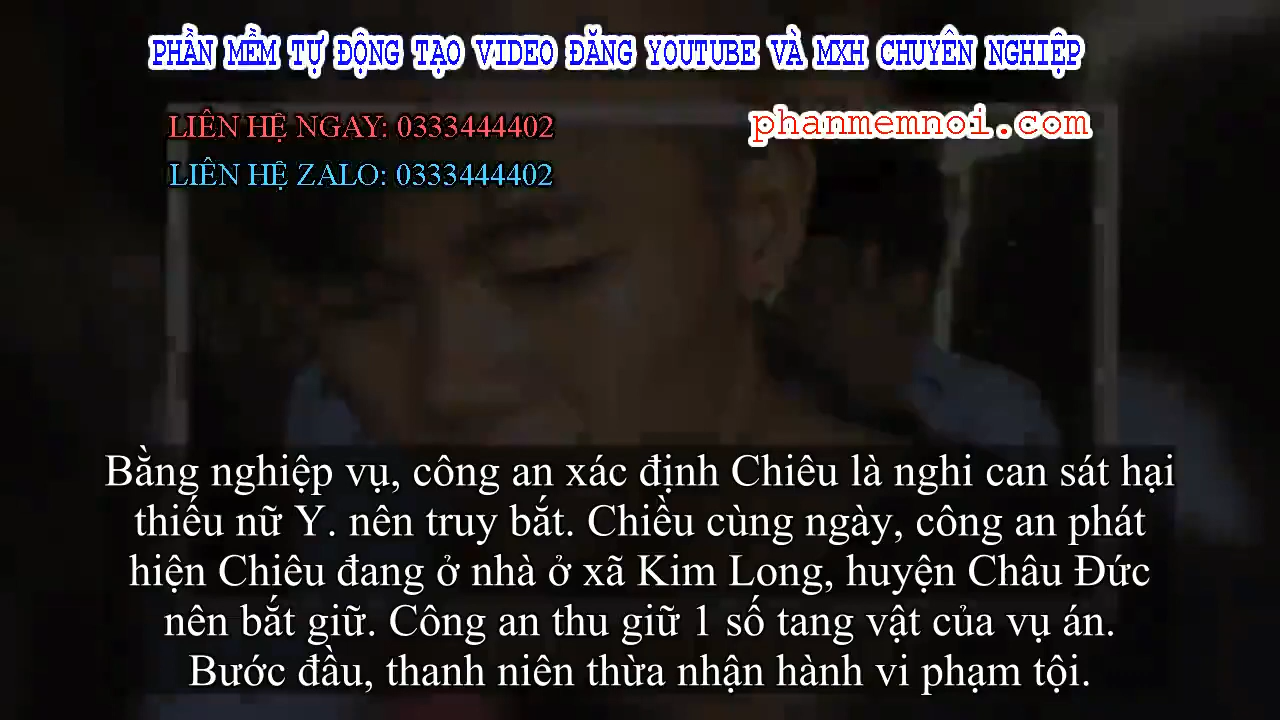 PHẦN MỀM TỰ ĐỘNG TẠO VIDEO ĐĂNG YOUTUBE VÀ MXH CHUYÊN NGHIỆP
LIÊN HỆ NGAY: 0333444402
phanmemnoi.com
LIÊN HỆ ZALO: 0333444402
Bằng nghiệp vụ, công an xác định Chiêu là nghi can sát hại
thiếu nữ Y. nên truy bắt. Chiều cùng ngày, công an phát
hiện Chiêu đang ở nhà ở xã Kim Long, huyện Châu Đức
nên bắt giữ. Công an thu giữ 1 số tang vật của vụ án.
Bước đầu, thanh niên thừa nhận hành vi phạm tội.